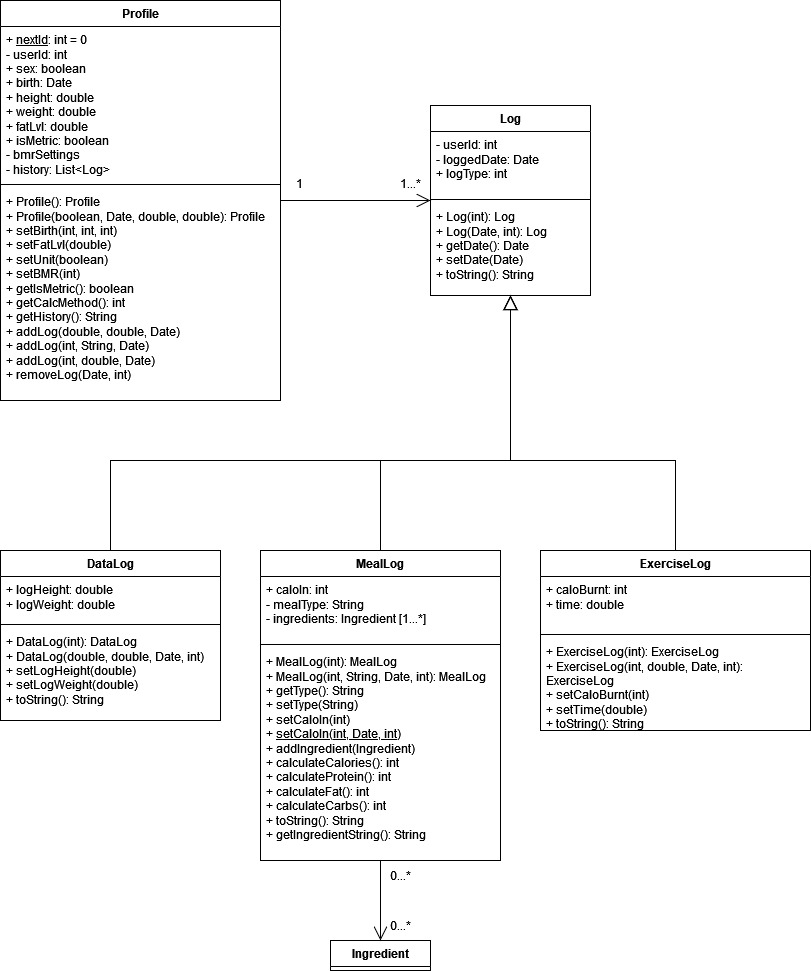 Profile
+ nextId: int = 0
- userId: int
+ sex: boolean
+ birth: Date
+ height: double
+ weight: double
+ fatLvl: double
+ isMetric: boolean
- bmrSettings
- history: List<Log>
+ Profile(): Profile
+ Profile(boolean, Date, double, double): Profile
+ setBirth(int, int, int)
+ setFatLvl(double)
+ setUnit(boolean)
+ setBMR(int)
+ getIsMetric(): boolean
+ getCalcMethod(): int
+ getHistory(): String
+ addLog(double, double, Date)
+ addLog(int, String, Date)
+ addLog(int, double, Date)
+ removeLog(Date, int)
1
1...*
Log
- userId: int
- loggedDate: Date
+ logType: int
+ Log(int): Log
+ Log(Date, int): Log
+ getDate(): Date
+ setDate(Date)
+ toString(): String
DataLog
+ logHeight: double
+ logWeight: double
+ DataLog(int): DataLog
+ DataLog(double, double, Date, int)
+ setLogHeight(double)
+ setLogWeight(double)
+ toString(): String
MealLog
+ caloIn: int
- mealType: String
- ingredients: Ingredient [1...*]
+ MealLog(int): MealLog
+ MealLog(int, String, Date, int): MealLog
+ getType(): String
+ setType(String)
+ setCaloIn(int)
+ setCaloIn(int, Date, int)
+ addIngredient(Ingredient)
+ calculateCalories(): int
+ calculateProtein(): int
+ calculateFat(): int
+ calculateCarbs(): int
+ toString(): String
+ getIngredientString(): String
ExerciseLog
+ caloBurnt: int
+ time: double
+ ExerciseLog(int): ExerciseLog
+ ExerciseLog(int, double, Date, int):
ExerciseLog
+ setCaloBurnt(int)
+ setTime(double)
+ toString(): String
0...*
0...*
Ingredient